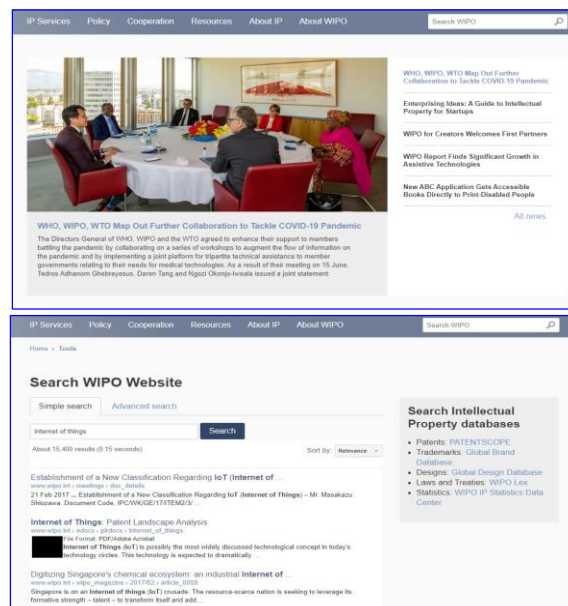 IP Services Policy Cooperation Resources About IP About WIPO Search WIPO
WHO, WIPO, WTO Map Out Further
Collaboration to Tackle COVID-19 Pandemic
Enterprising Ideas: A Guide to Intellectual
Property for Startups
WIPO for Creators Welcomes First Partners
WIPO Report Finds Significant Growth in
Assistive Technologies
New ABC Application Gets Accessible
Books Directly to Print-Disabled People
All news
WHO, WIPO, WTO Map Out Further Collaboration to Tackle COVID-19 Pandemic
The Directors General of WHO, WIPO and the WTO agreed to enhance their support to members
battling the pandemic by collaborating on a series of workshops to augment the flow of information on
the pandemic and by implementing a joint platform for tripartite technical assistance to member
governments relating to their needs for medical technologies. As a result of their meeting on 15 June,
Tedros Adhanom Ghebreyesus, Daren Tang and Ngozi Okonjo-Iweala issued a joint statement.
IP Services Policy Cooperation Resources About IP About WIPO Search WIPO
Home > Tools
Search WIPO Website
Simple search Advanced search
internet of things Search
About 15,400 results (0.15 seconds) Sort by: Relevance
Establishment of a New Classification Regarding IoT (Internet of ...
www.wipo.int › meetings › doc_details
21 Feb 2017 ... Establishment of a New Classification Regarding IoT (Internet of Things) – Mr. Masakazu
Shiozawa. Document Code, IPC/WK/GE/17/ITEM2/3/ ...
Internet of Things: Patent Landscape Analysis
www.wipo.int › edocs › plrdocs › internet_of_things
File Format: PDF/Adobe Acrobat
Internet of Things (IoT) is possibly the most widely discussed technological concept in today's
technology circles. This technology is expected to dramatically ...
Digitizing Singapore's chemical ecosystem: an industrial Internet of ...
www.wipo.int › wipo_magazine › 2017/02 › article_0008
Singapore is on an Internet of things (IoT) crusade. The resource-scarce nation is seeking to leverage its
formative strength – talent – to transform itself and add ...
Search Intellectual
Property databases
• Patents: PATENTSCOPE
• Trademarks: Global Brand
Database
• Designs: Global Design Database
• Laws and Treaties: WIPO Lex
• Statistics: WIPO IP Statistics Data
Center